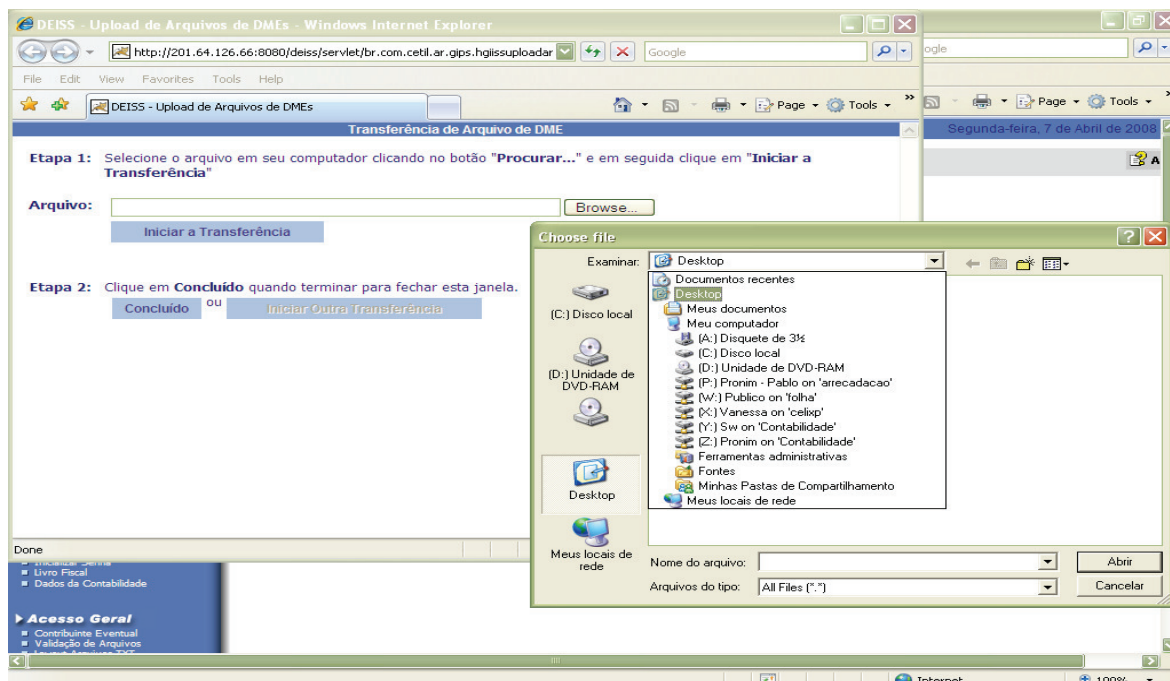 DEISS - Upload de Arquivos de DMEs - Windows Internet Explorer
http://201.64.126.66:8080/deiss/servlet/br.com.cetil.ar.gips.hgiissuploadar
Google
ogle
File Edit View Favorites Tools Help
DEISS - Upload de Arquivos de DMEs
Page Tools »
Page Tools
Transferência de Arquivo de DME
Segunda-feira, 7 de Abril de 2008
Etapa 1: Selecione o arquivo em seu computador clicando no botão "Procurar..." e em seguida clique em "Iniciar a
Transferência"
A
Arquivo:
Browse...
Iniciar a Transferência
Etapa 2: Clique em Concluído quando terminar para fechar esta janela.
Concluído ou Iniciar Outra Transferência
Choose file
Examinar: Desktop
Documentos recentes
Desktop
Meus documentos
Meu computador
(A:) Disquete de 3½
(C:) Disco local
(D:) Unidade de DVD-RAM
(P:) Pronim - Pablo on 'arrecadacao'
(W:) Publico on 'folha'
(X:) Vanessa on 'celixp'
(Y:) Sw on 'Contabilidade'
(Z:) Pronim on 'Contabilidade'
Ferramentas administrativas
Fontes
Minhas Pastas de Compartilhamento
Meus locais de rede
(C:) Disco local
(D:) Unidade de
DVD-RAM
Desktop
Meus locais de
rede
Nome do arquivo:
Abrir
Arquivos do tipo: All Files (*.*)
Cancelar
Done
Inicializar Senha
Livro Fiscal
Dados da Contabilidade
Acesso Geral
Contribuinte Eventual
Validação de Arquivos
Internet 100%